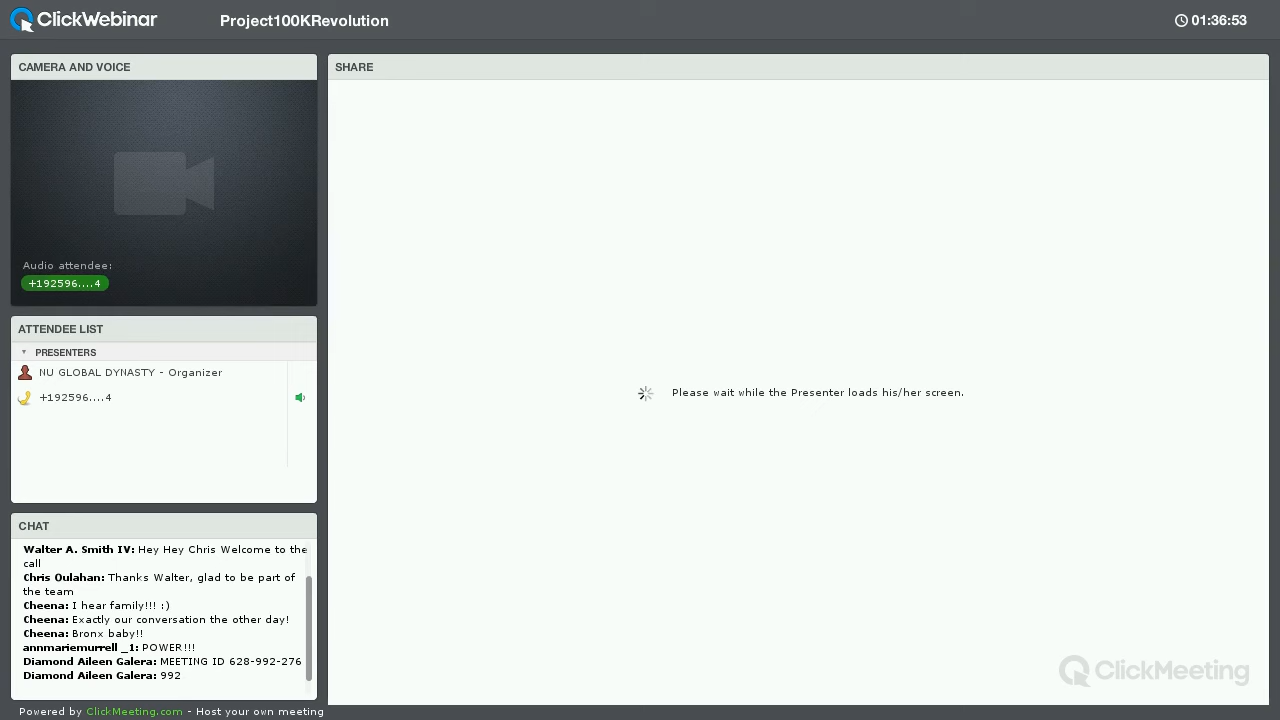 ClickWebinar
Project100KRevolution
01:36:53
CAMERA AND VOICE
Audio attendee:
+192596....4
ATTENDEE LIST
PRESENTERS
NU GLOBAL DYNASTY - Organizer
+192596....4
CHAT
Walter A. Smith IV: Hey Hey Chris Welcome to the
call
Chris Oulahan: Thanks Walter, glad to be part of
the team
Cheena: I hear family!!! :)
Cheena: Exactly our conversation the other day!
Cheena: Bronx baby!!
annmariemurrell _1: POWER!!!
Diamond Aileen Galera: MEETING ID 628-992-276
Diamond Aileen Galera: 992
Powered by ClickMeeting.com - Host your own meeting
SHARE
Please wait while the Presenter loads his/her screen.
ClickMeeting